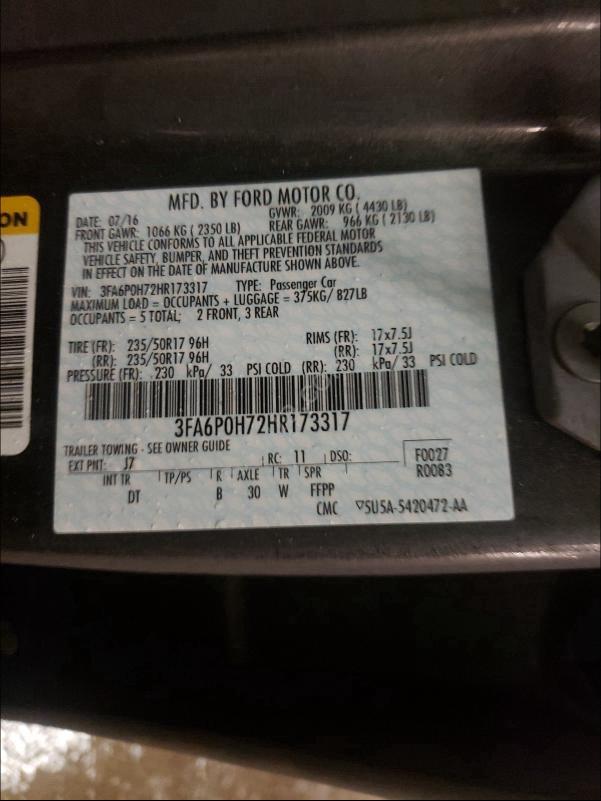 ON
MFD. BY FORD MOTOR CO.
DATE: 07/16 GVWR: 2009 KG ( 4430 LB)
FRONT GAWR: 1066 KG ( 2350 LB) REAR GAWR: 966 KG ( 2130 LB)
THIS VEHICLE CONFORMS TO ALL APPLICABLE FEDERAL MOTOR
VEHICLE SAFETY, BUMPER, AND THEFT PREVENTION STANDARDS
IN EFFECT ON THE DATE OF MANUFACTURE SHOWN ABOVE.
VIN: 3FA6P0H72HR173317 TYPE: Passenger Car
MAXIMUM LOAD = OCCUPANTS + LUGGAGE = 375KG/ 827LB
OCCUPANTS = 5 TOTAL; 2 FRONT, 3 REAR
TIRE (FR): 235/50R17 96H RIMS (FR): 17x7.5J
(RR): 235/50R17 96H (RR): 17x7.5J
PRESSURE (FR): 230 kPa/ 33 PSI COLD (RR): 230 kPa/ 33 PSI COLD
3FA6P0H72HR173317
TRAILER TOWING - SEE OWNER GUIDE
EXT PNT: J7 RC: 11 DSO: F0027
INT TR TP/PS R AXLE TR SPR R0083
DT B 30 W FFPP
CMC ▽5U5A-5420472-AA